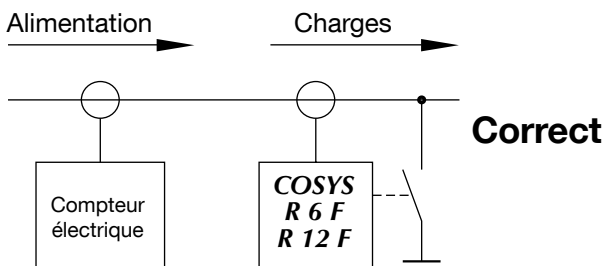 Alimentation
Charges
Correct
Compteur
électrique
COSYS
R 6 F
R 12 F